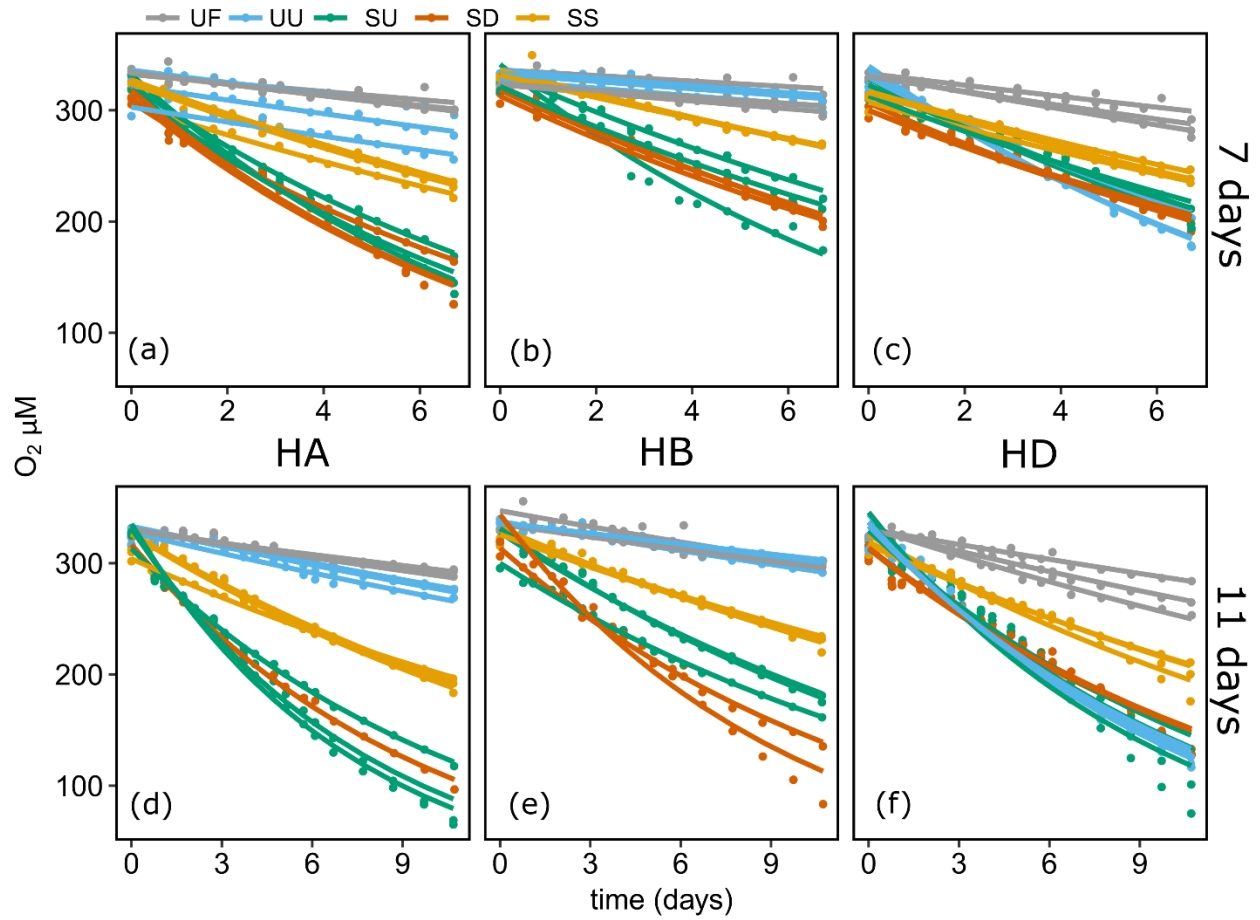 UF UU SU SD SS
300
200
100
(a)
(b)
(c)
7 days
0 2 4 6 0 2 4 6 0 2 4 6
O₂ µM
HA HB HD
300
200
100
(d)
(e)
(f)
11 days
0 3 6 9 0 3 6 9 0 3 6 9
time (days)